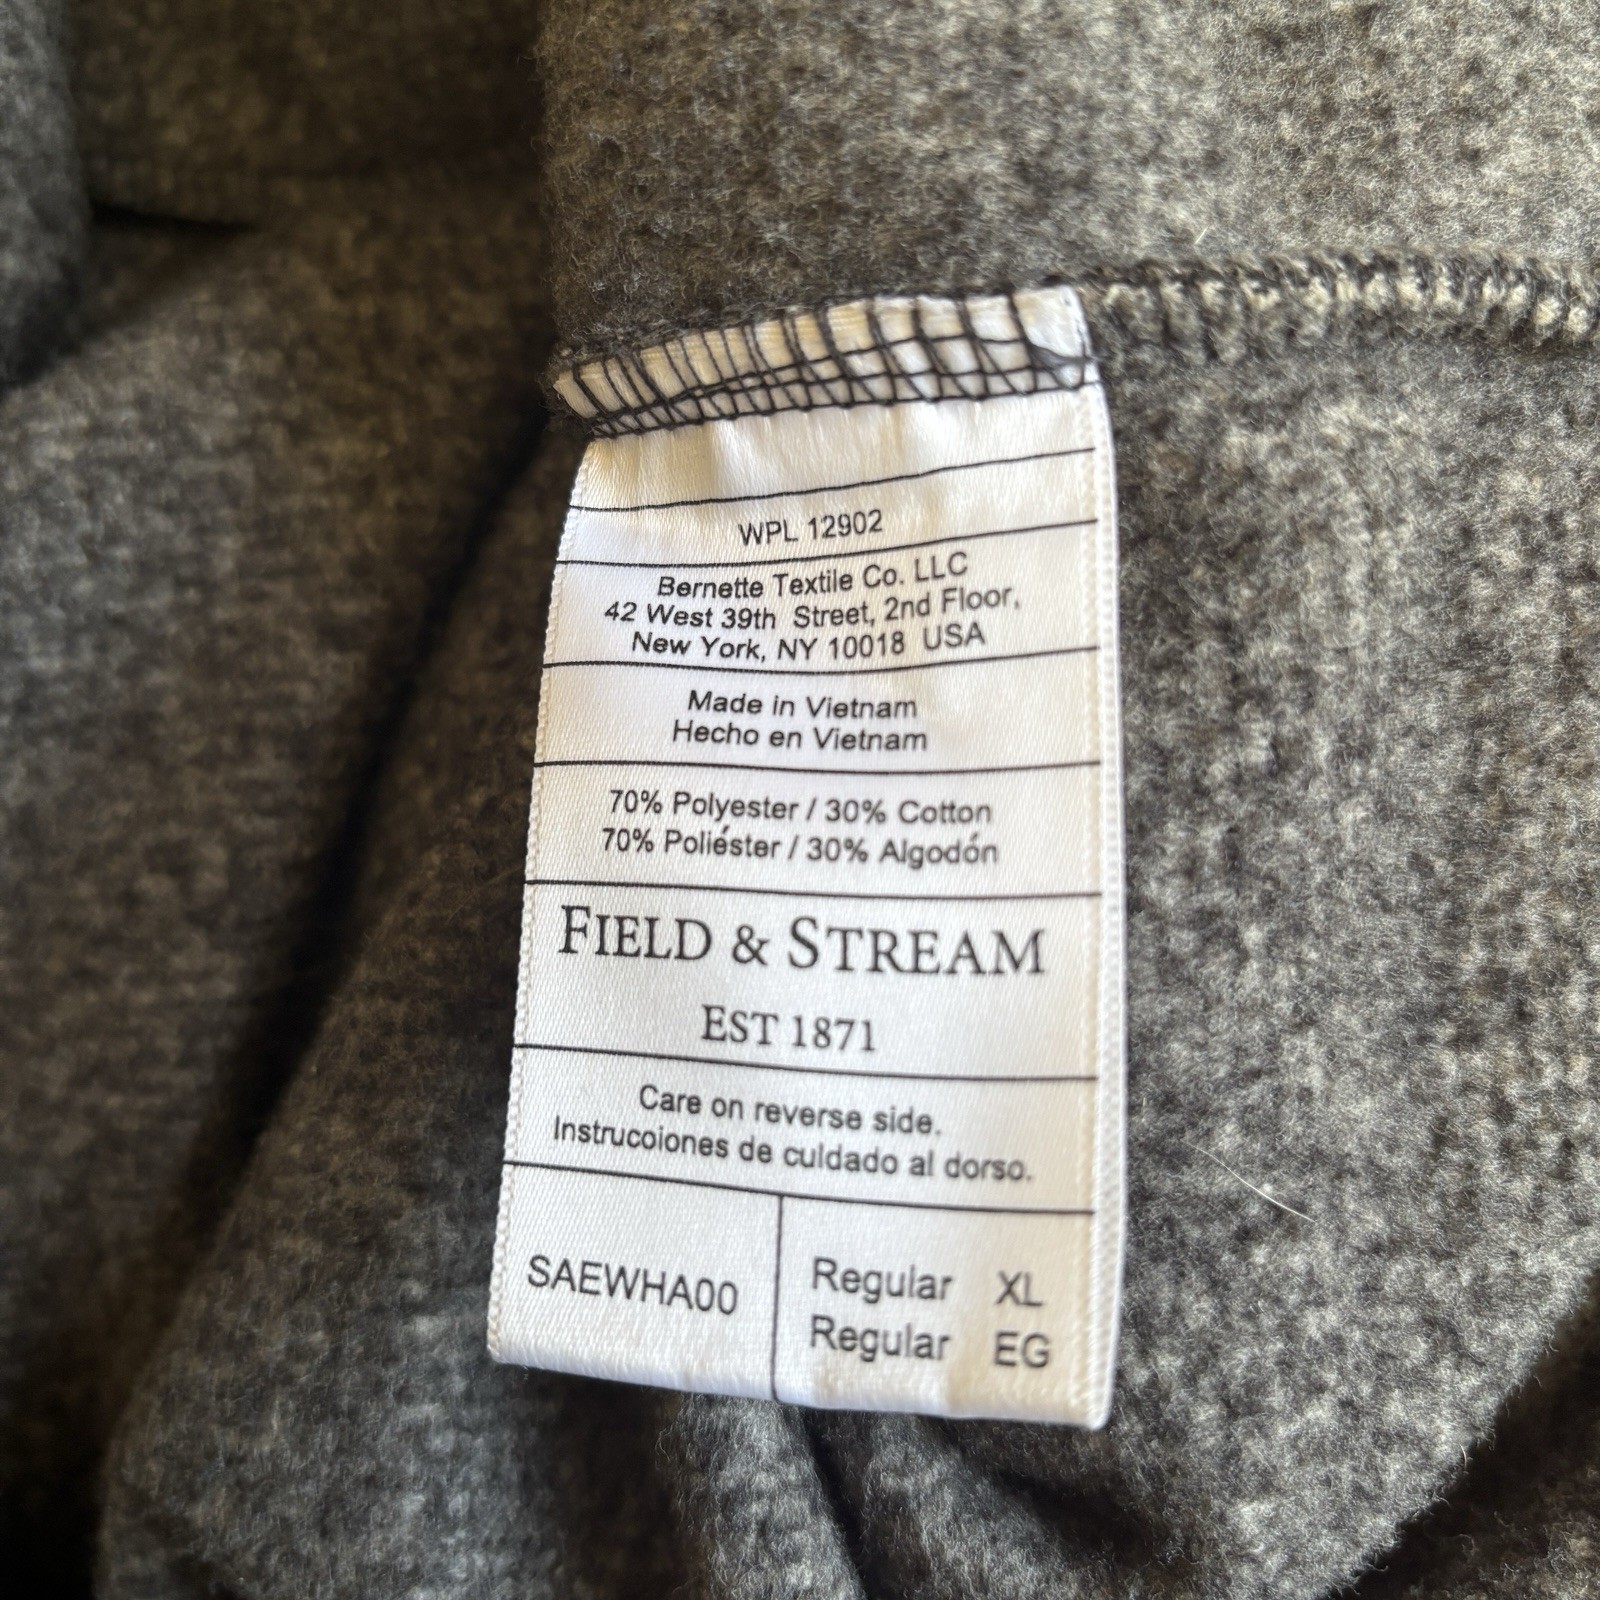 WPL 12902
Bernette Textile Co. LLC
42 West 39th Street, 2nd Floor,
New York, NY 10018 USA
Made in Vietnam
Hecho en Vietnam
70% Polyester / 30% Cotton
70% Poliéster / 30% Algodón
FIELD & STREAM
EST 1871
Care on reverse side.
Instrucoiones de culdado al dorso.
SAEWHA00
Regular XL
Regular EG